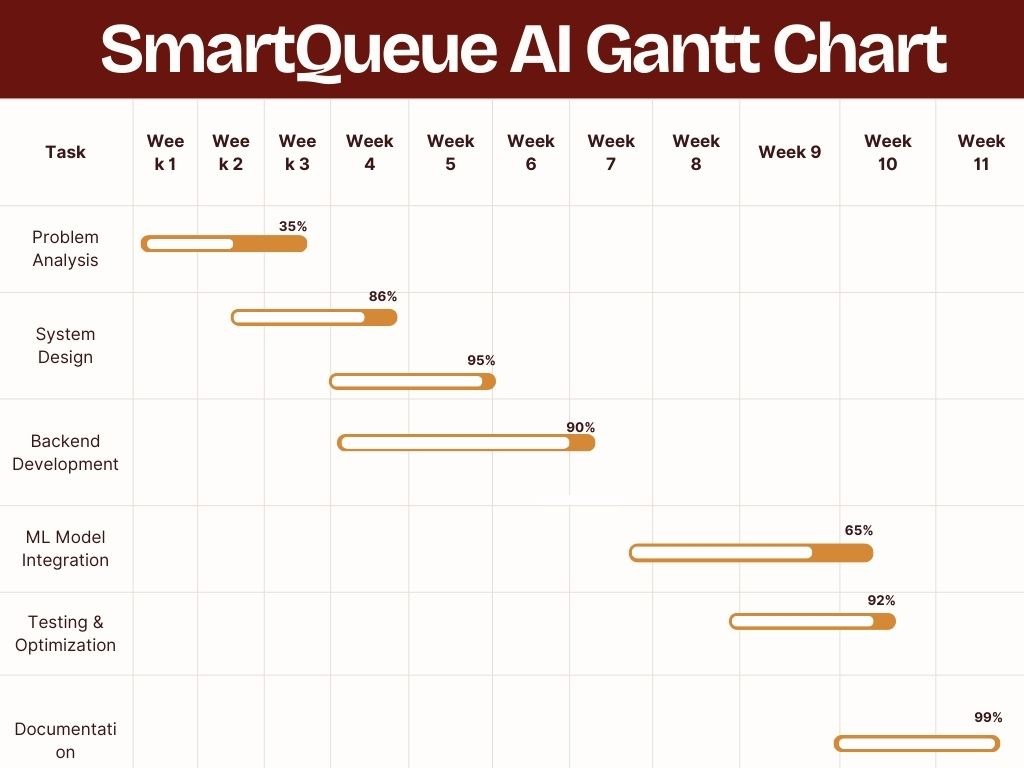 SmartQueue AI Gantt Chart
Task
Wee
k 1
Wee
k 2
Wee
k 3
Week
4
Week
5
Week
6
Week
7
Week
8
Week 9
Week
10
Week
11
Problem
Analysis
35%
System
Design
86%
95%
Backend
Development
90%
ML Model
Integration
65%
Testing &
Optimization
92%
Documentati
on
99%